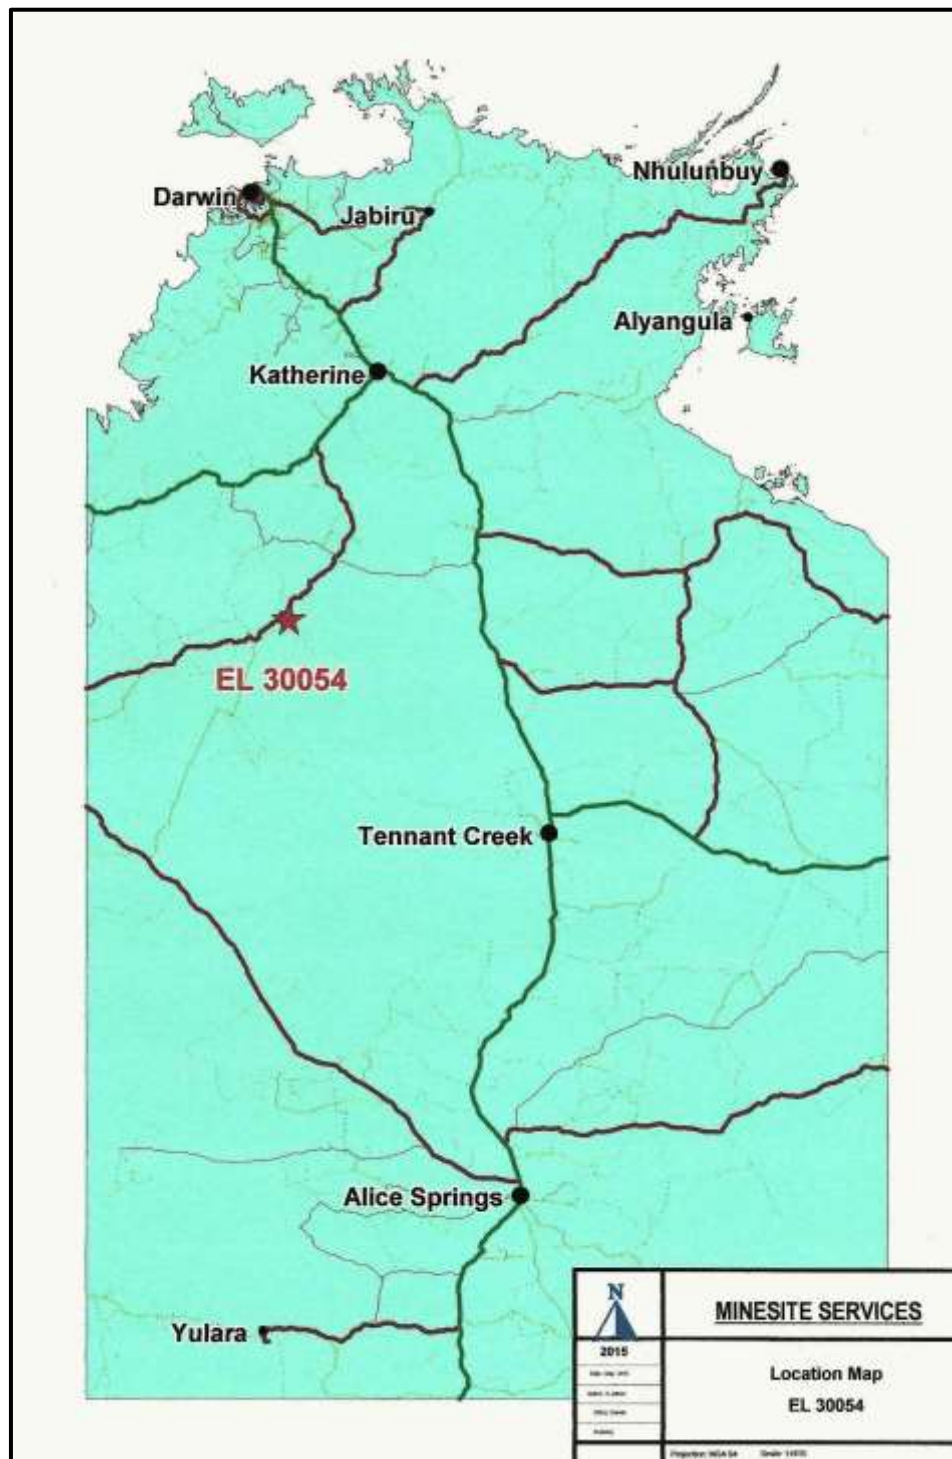 Nhulunbuy
Darwin
Jabiru
Alyangula
Katherine
EL 30054
Tennant Creek
Alice Springs
Yulara
N
MINESITE SERVICES
2015
Location Map
EL 30054